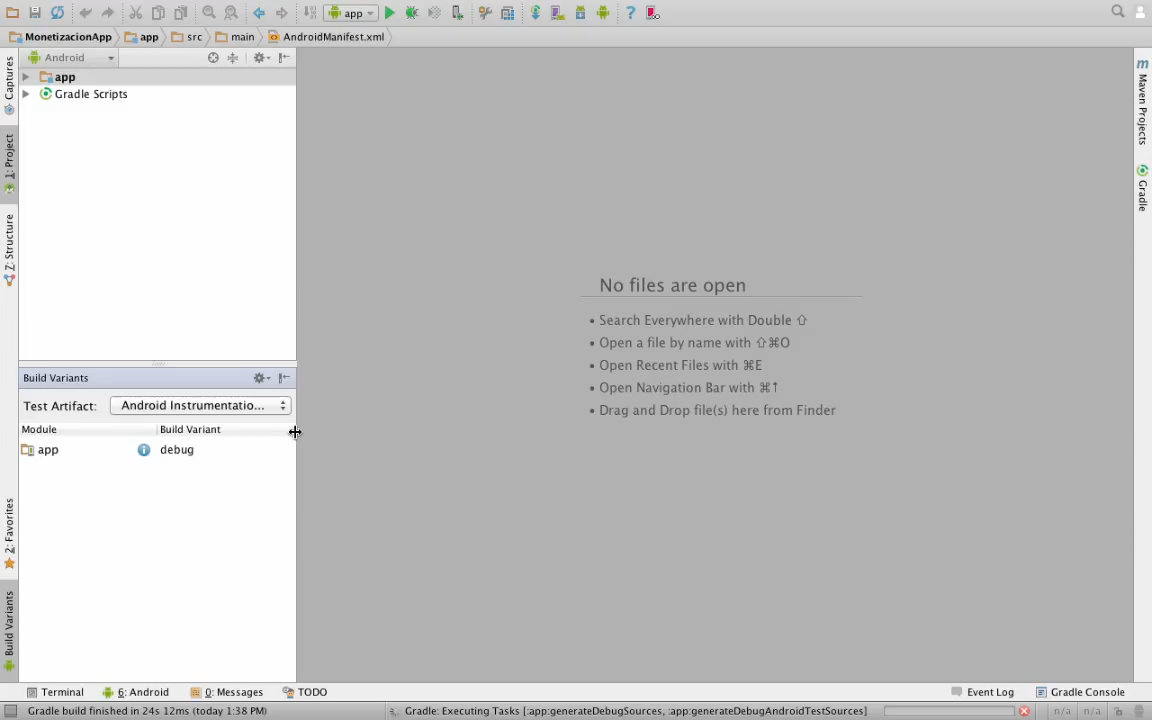 app
MonetizacionApp
app
src
main
AndroidManifest.xml
Android
app
Gradle Scripts
Captures
1: Project
7: Structure
2: Favorites
Build Variants
m
Maven Projects
Gradle
No files are open
• Search Everywhere with Double ⇧
• Open a file by name with ⇧⌘O
• Open Recent Files with ⌘E
• Open Navigation Bar with ⌘↑
• Drag and Drop file(s) here from Finder
Build Variants
Test Artifact: Android Instrumentatio...
Module Build Variant
app debug
Terminal 6: Android 0: Messages TODO Event Log Gradle Console
Gradle build finished in 24s 12ms (today 1:38 PM) Gradle: Executing Tasks [:app:generateDebugSources, :app:generateDebugAndroidTestSources] n/a n/a